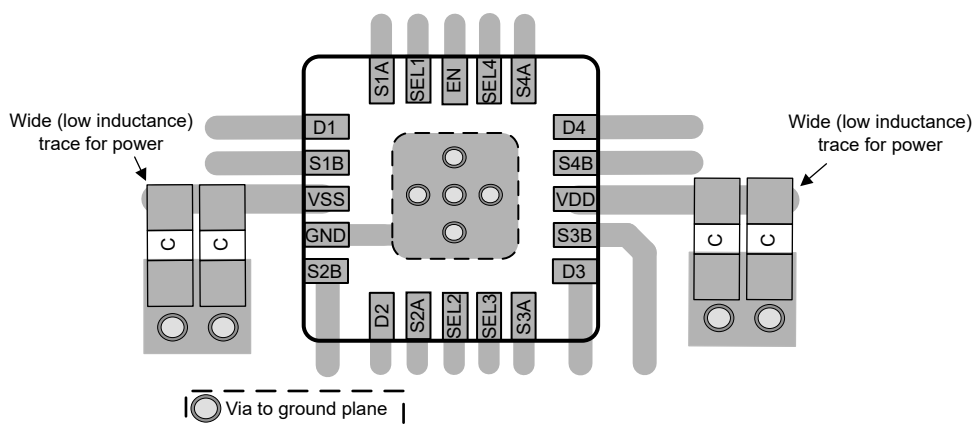 S1A
SEL1
EN
SEL4
S4A
Wide (low inductance)
trace for power
Wide (low inductance)
trace for power
D1
D4
S1B
S4B
VSS
VDD
GND
S3B
S2B
D3
C
C
C
C
D2
S2A
SEL2
SEL3
S3A
Via to ground plane